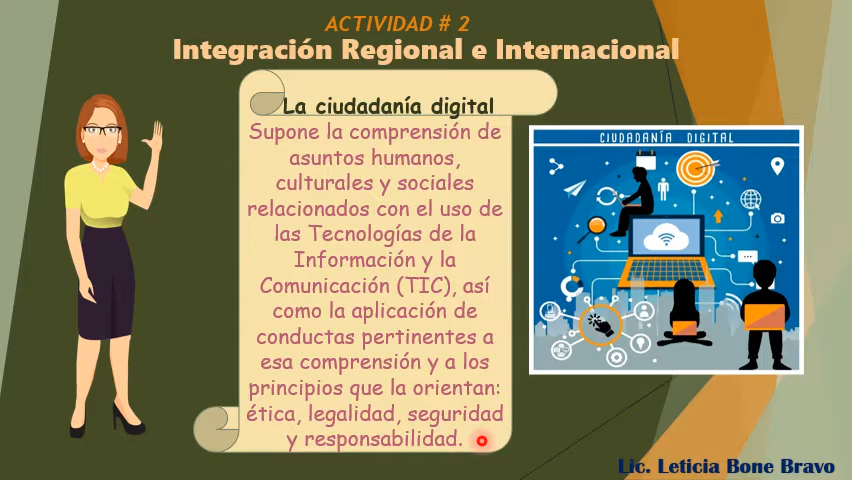 ACTIVIDAD # 2
Integración Regional e Internacional
La ciudadanía digital
Supone la comprensión de
asuntos humanos,
culturales y sociales
relacionados con el uso de
las Tecnologías de la
Información y la
Comunicación (TIC), así
como la aplicación de
conductas pertinentes a
esa comprensión y a los
principios que la orientan:
ética, legalidad, seguridad
y responsabilidad.
CIUDADANÍA DIGITAL
Lic. Leticia Bone Bravo